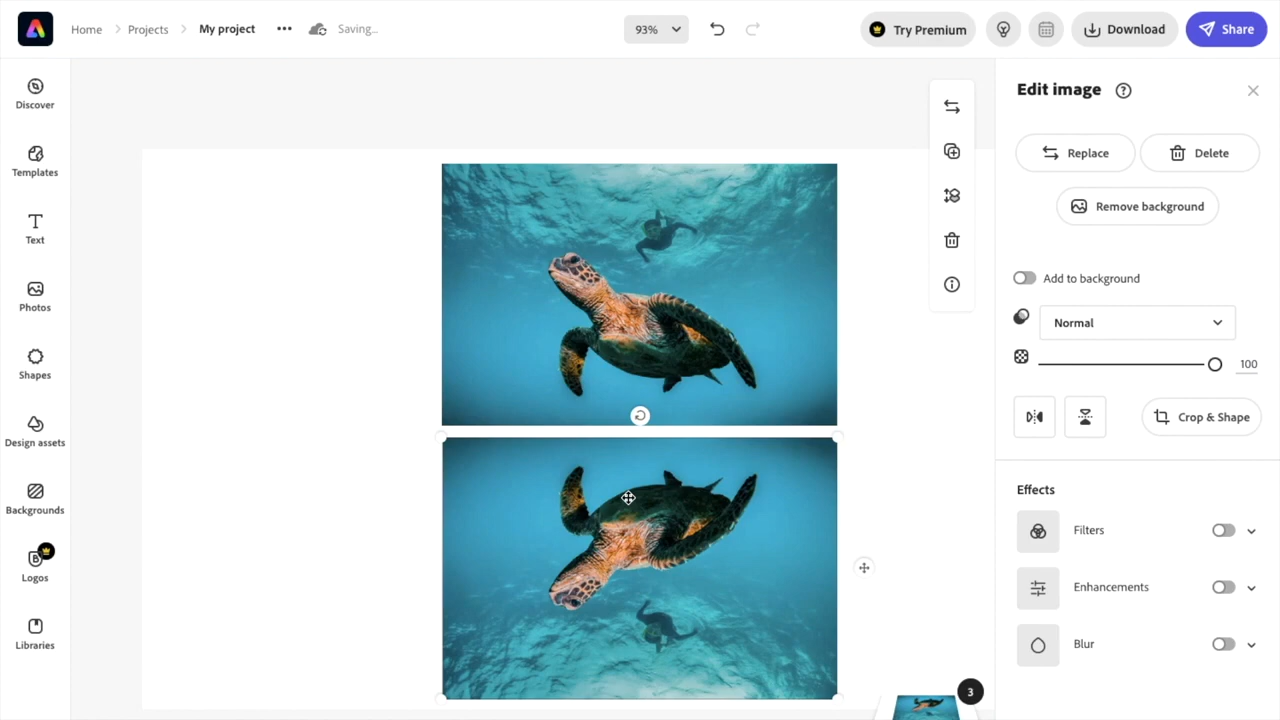 Home
Projects
My project
Saving...
93%
Try Premium
Download
Share
Discover
Templates
Text
Photos
Shapes
Design assets
Backgrounds
Logos
Libraries
Edit image
Replace
Delete
Remove background
Add to background
Normal
100
Crop & Shape
Effects
Filters
Enhancements
Blur
3